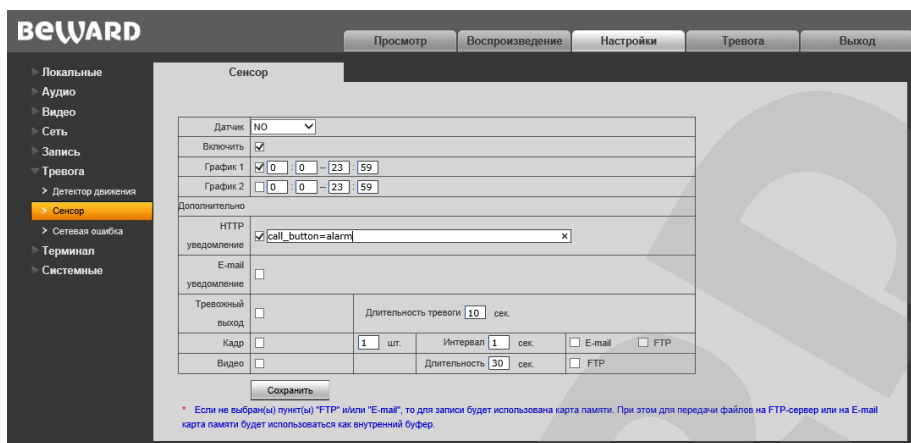 BEWARD
Просмотр Воспроизведение Настройки Тревога Выход
Локальные
Аудио
Видео
Сеть
Запись
Тревога
> Детектор движения
> Сенсор
> Сетевая ошибка
Терминал
Системные
Сенсор
Датчик NO
Включить
График 1 0 : 0 -- 23 : 59
График 2 0 : 0 -- 23 : 59
Дополнительно
HTTP
уведомление call_button=alarm x
E-mail
уведомление
Тревожный
выход Длительность тревоги 10 сек.
Кадр 1 шт. Интервал 1 сек. E-mail FTP
Видео Длительность 30 сек. FTP
Сохранить
* Если не выбран(ы) пункт(ы) "FTP" и/или "E-mail", то для записи будет использована карта памяти. При этом для передачи файлов на FTP-сервер или на E-mail
карта памяти будет использоваться как внутренний буфер.